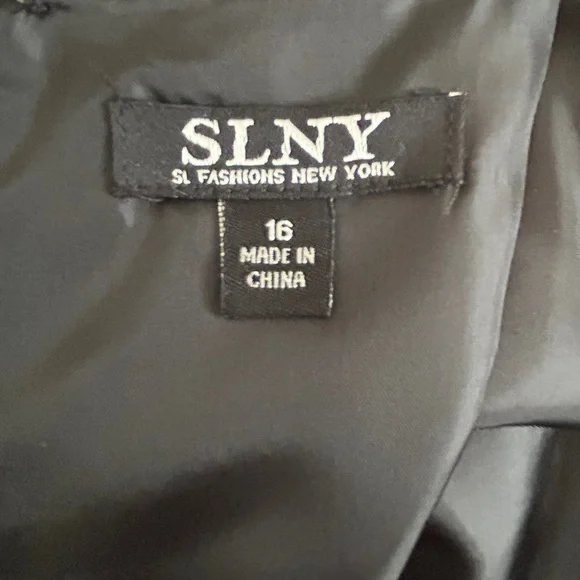 SLNY
SL FASHIONS NEW YORK
16
MADE IN
CHINA